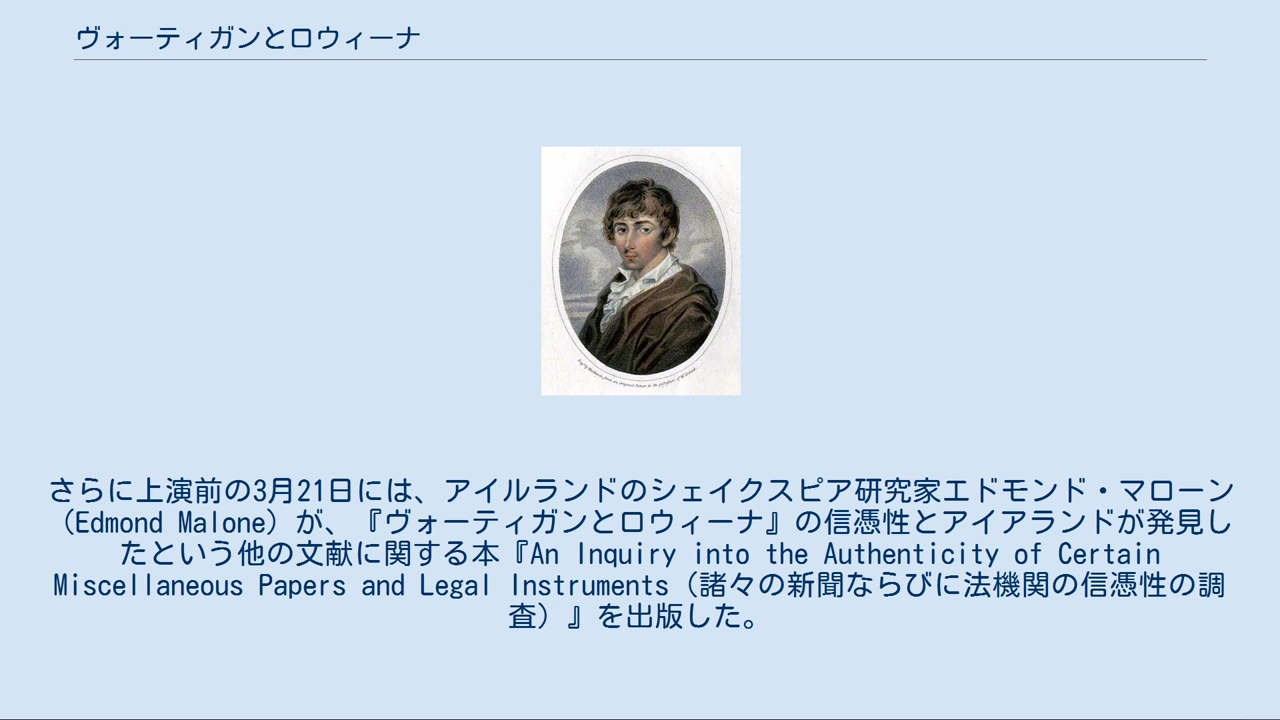 ヴォーティガンとロウィーナ
さらに上演前の3月21日には、アイルランドのシェイクスピア研究家エドモンド・マローン
（Edmond Malone）が、『ヴォーティガンとロウィーナ』の信憑性とアイアランドが発見し
たという他の文献に関する本『An Inquiry into the Authenticity of Certain
Miscellaneous Papers and Legal Instruments（諸々の新聞ならびに法機関の信憑性の調
査）』を出版した。